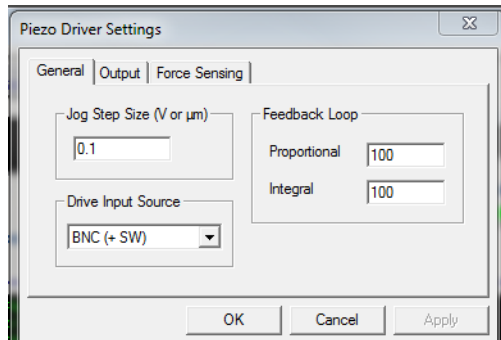 Piezo Driver Settings
General
Output
Force Sensing
Jog Step Size (V or µm)
0.1
Drive Input Source
BNC (+ SW)
Feedback Loop
Proportional
100
Integral
100
OK
Cancel
Apply